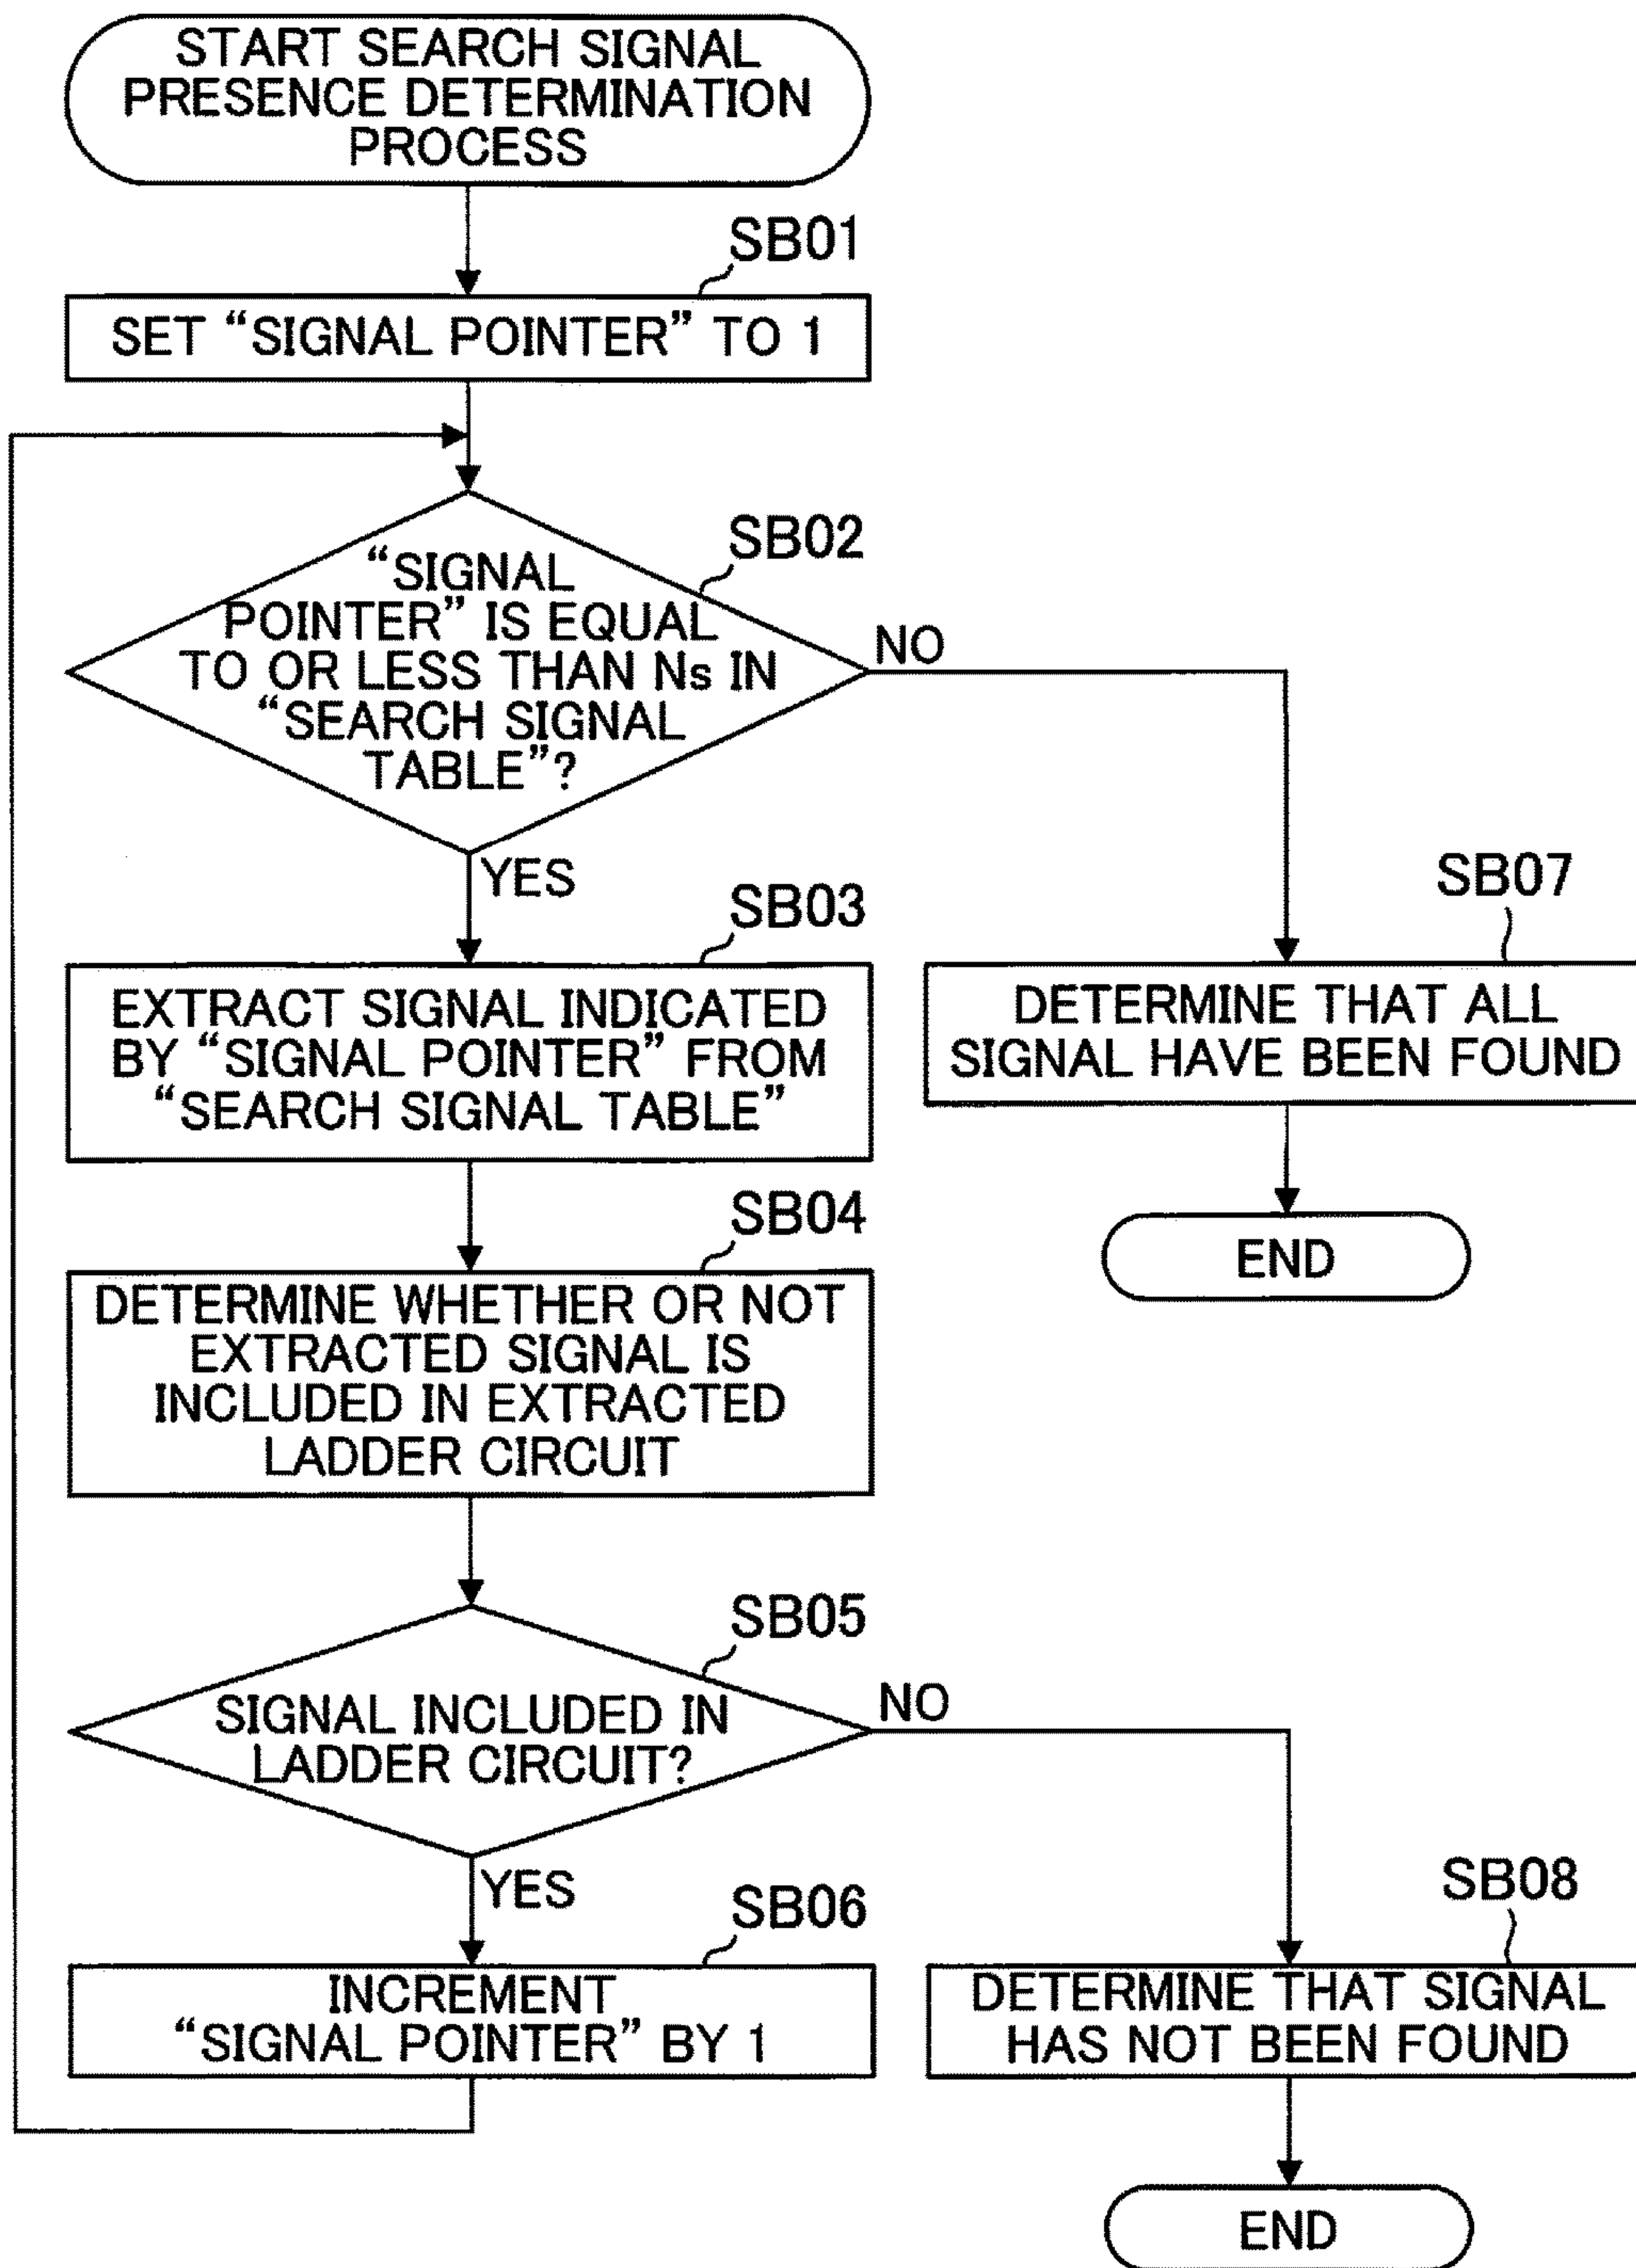 START SEARCH SIGNAL
PRESENCE DETERMINATION
PROCESS
SB01
SET “SIGNAL POINTER” TO 1
SB02
“SIGNAL
POINTER” IS EQUAL
TO OR LESS THAN Ns IN
“SEARCH SIGNAL
TABLE”?
NO
YES
SB03
EXTRACT SIGNAL INDICATED
BY “SIGNAL POINTER” FROM
“SEARCH SIGNAL TABLE”
SB07
DETERMINE THAT ALL
SIGNAL HAVE BEEN FOUND
END
SB04
DETERMINE WHETHER OR NOT
EXTRACTED SIGNAL IS
INCLUDED IN EXTRACTED
LADDER CIRCUIT
SB05
SIGNAL INCLUDED IN
LADDER CIRCUIT?
NO
YES
SB06
INCREMENT
“SIGNAL POINTER” BY 1
SB08
DETERMINE THAT SIGNAL
HAS NOT BEEN FOUND
END